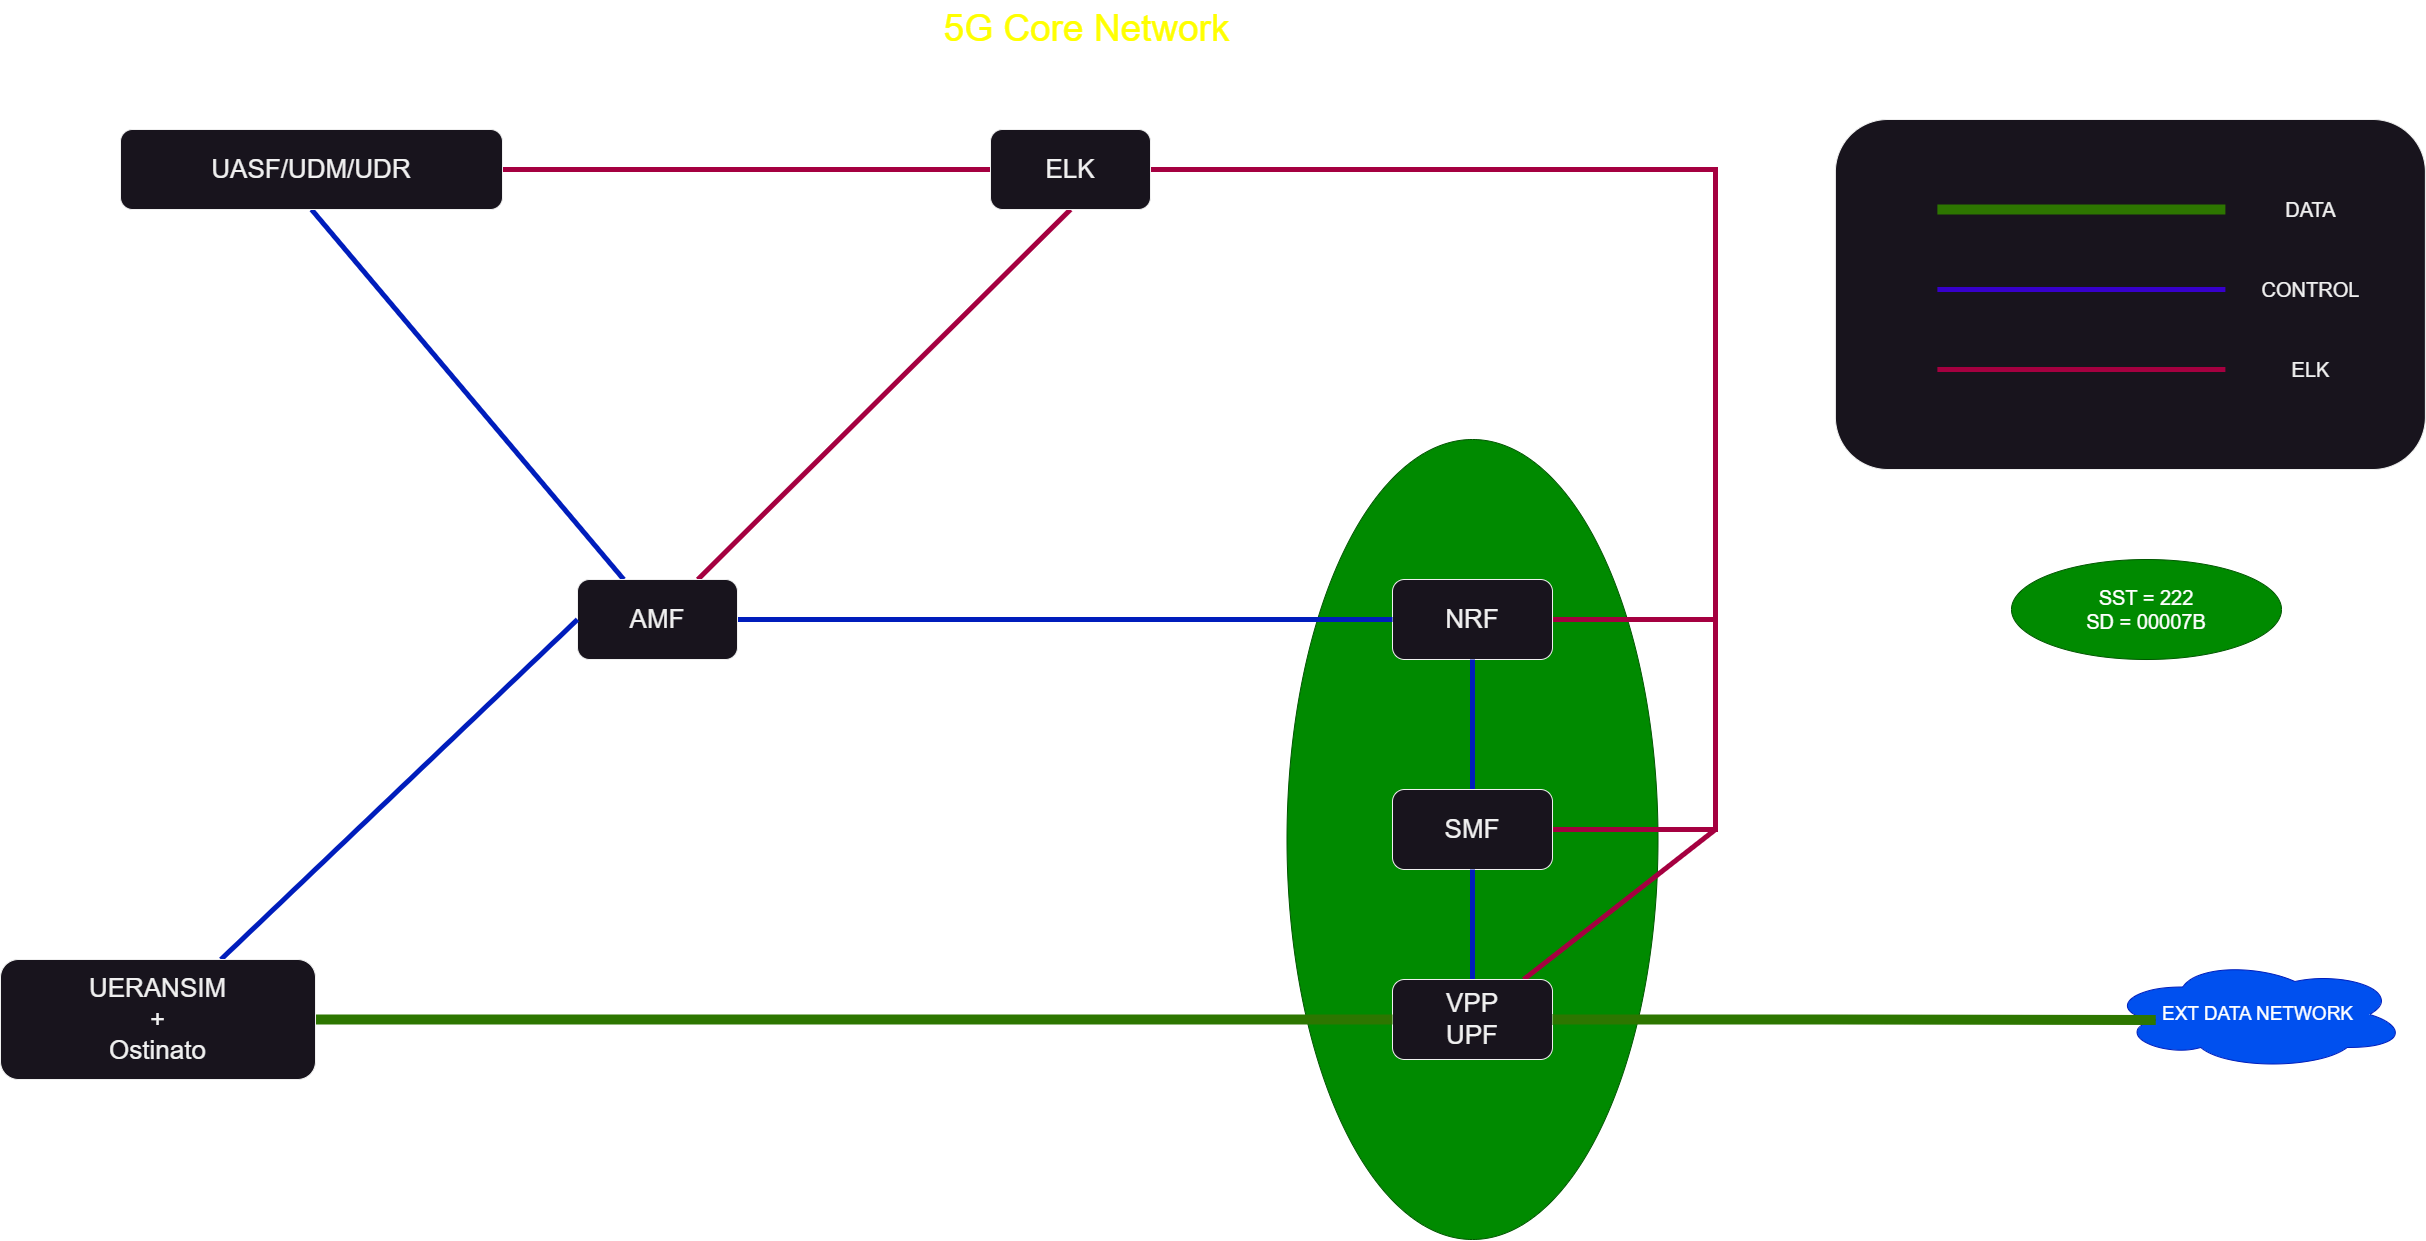 5G Core Network
UASF/UDM/UDR
ELK
DATA
CONTROL
ELK
AMF
NRF
SST = 222
SD = 00007B
SMF
UERANSIM
+
Ostinato
VPP
UPF
EXT DATA NETWORK